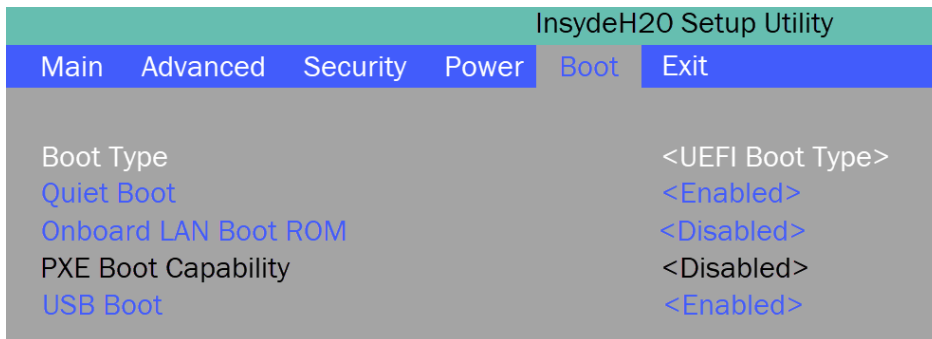 InsydeH20 Setup Utility
Main Advanced Security Power Boot Exit
Boot Type <UEFI Boot Type>
Quiet Boot <Enabled>
Onboard LAN Boot ROM <Disabled>
PXE Boot Capability <Disabled>
USB Boot <Enabled>